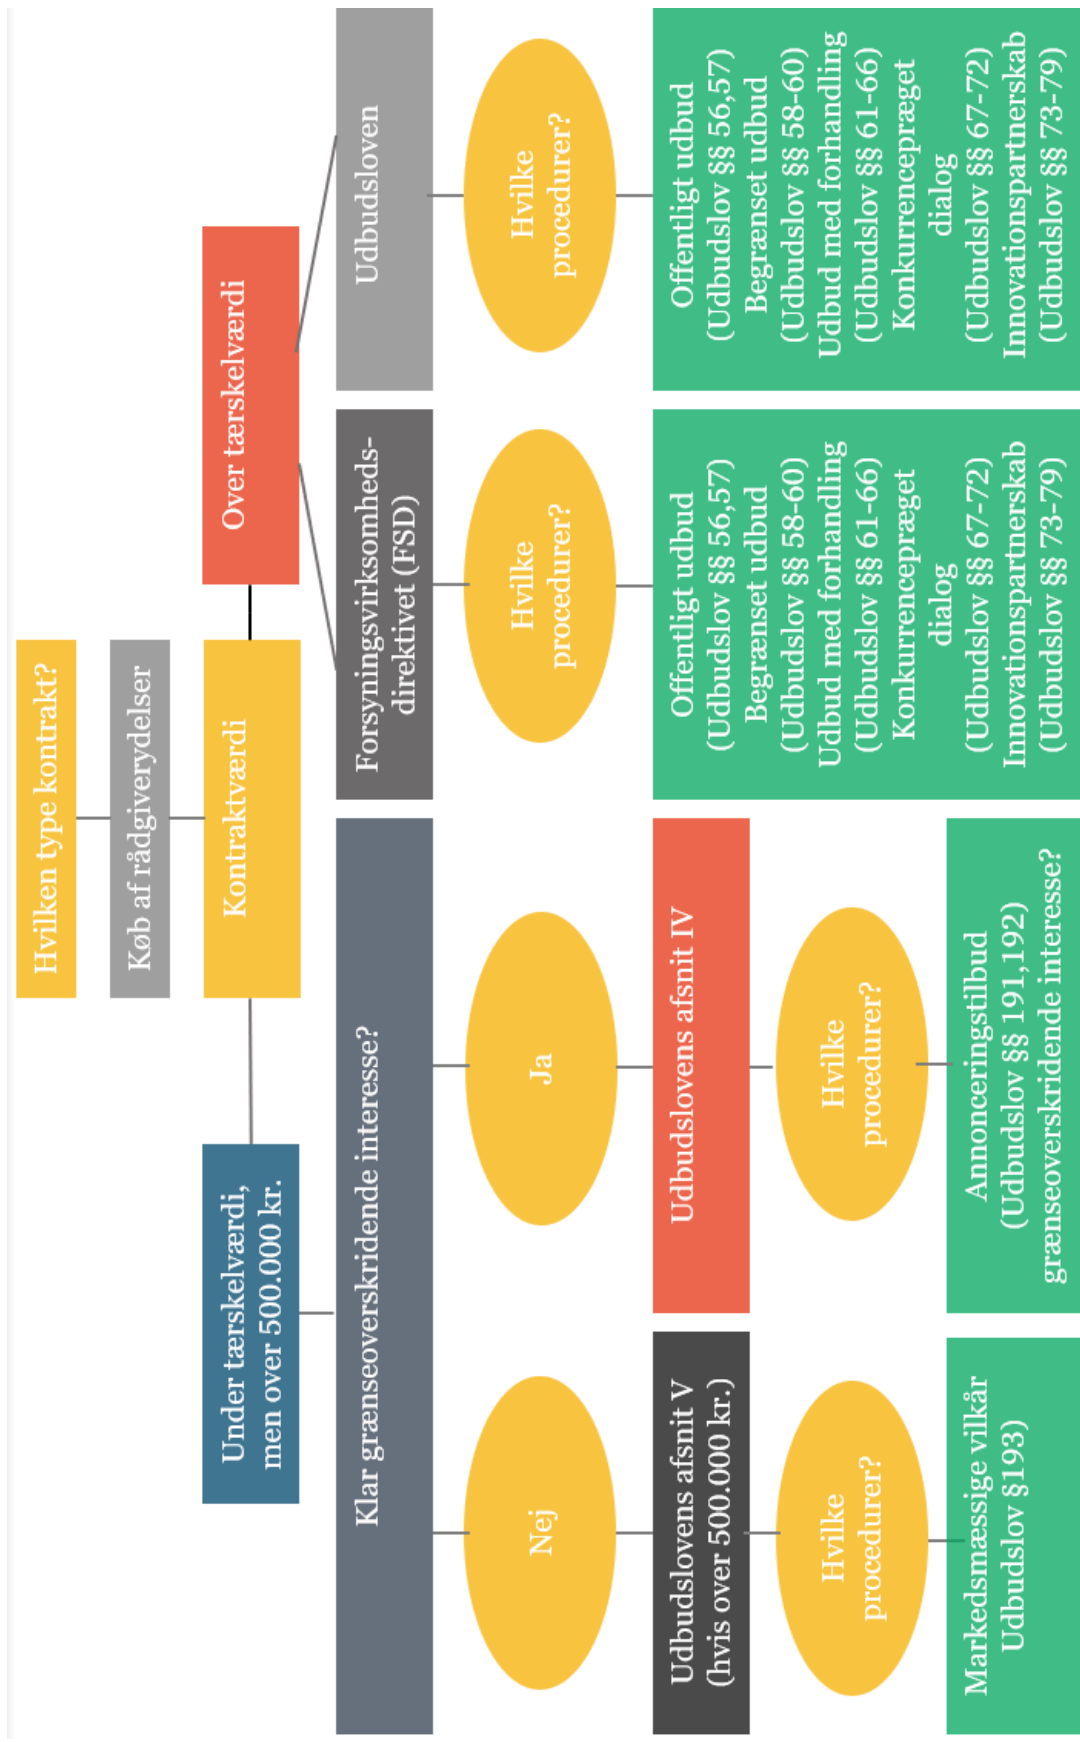 Hvilken type kontrakt?
Køb af rådgiverydelser
Kontraktværdi
Under tærskelværdi,
men over 500.000 kr.
Over tærskelværdi
Klar grænseoverskridende interesse?
Forsyningsvirksomheds-
direktivet (FSD)
Udbudsloven
Nej
Ja
Hvilke
procedurer?
Hvilke
procedurer?
Udbudslovens afsnit V
(hvis over 500.000 kr.)
Udbudslovens afsnit IV
Offentligt udbud
(Udbudslov §§ 56,57)
Begrænset udbud
(Udbudslov §§ 58-60)
Udbud med forhandling
(Udbudslov §§ 61-66)
Konkurrencepræget
dialog
(Udbudslov §§ 67-72)
Innovationspartnerskab
(Udbudslov §§ 73-79)
Offentligt udbud
(Udbudslov §§ 56,57)
Begrænset udbud
(Udbudslov §§ 58-60)
Udbud med forhandling
(Udbudslov §§ 61-66)
Konkurrencepræget
dialog
(Udbudslov §§ 67-72)
Innovationspartnerskab
(Udbudslov §§ 73-79)
Hvilke
procedurer?
Hvilke
procedurer?
Markedsmæssige vilkår
Udbudslov §193)
Annonceringstilbud
(Udbudslov §§ 191,192)
grænseoverskridende interesse?